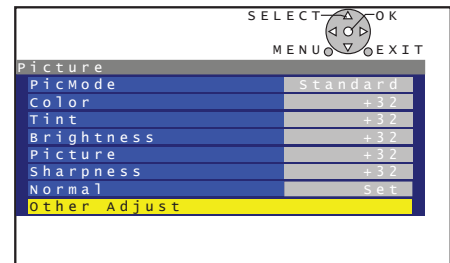 SELECT OK
MENU EXIT
Picture
PicMode Standard
Color +32
Tint +32
Brightness +32
Picture +32
Sharpness +32
Normal Set
Other Adjust